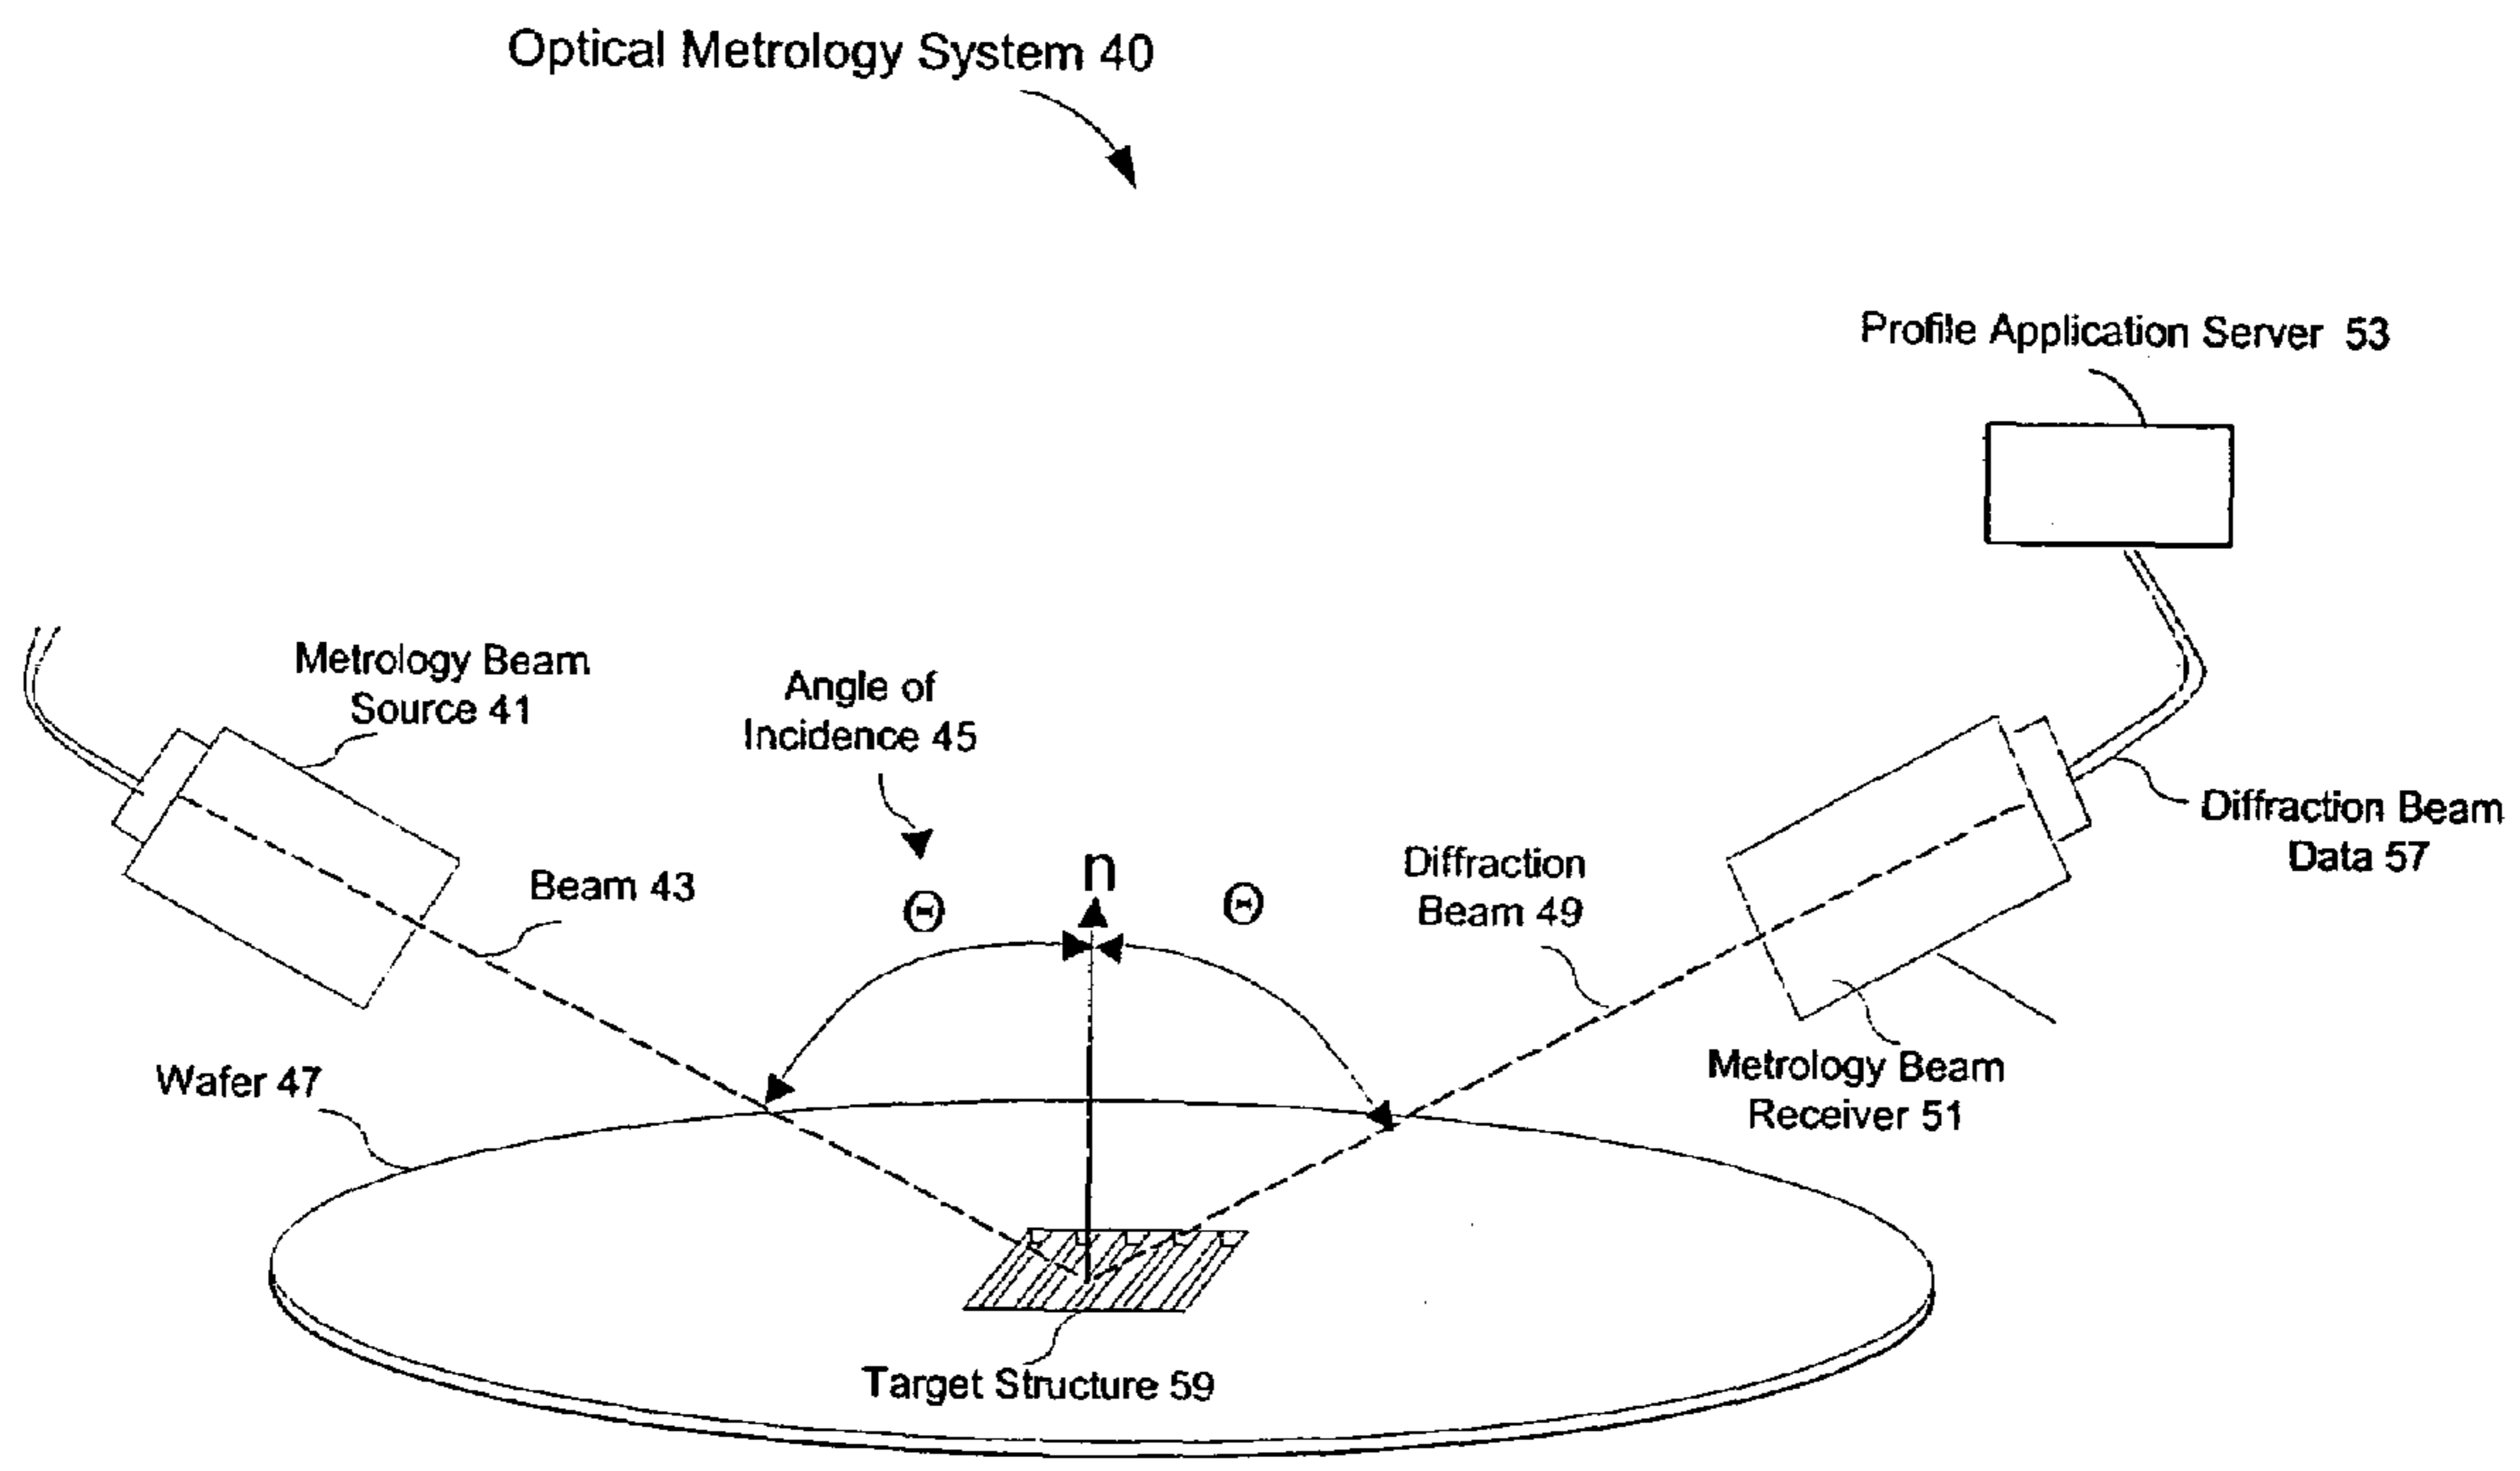 Optical Metrology System 40
Profile Application Server 53
Metrology Beam
Source 41
Angle of
Incidence 45
Diffraction Beam
Data 57
Beam 43
n
Θ
Θ
Diffraction
Beam 49
Wafer 47
Metrology Beam
Receiver 51
Target Structure 59